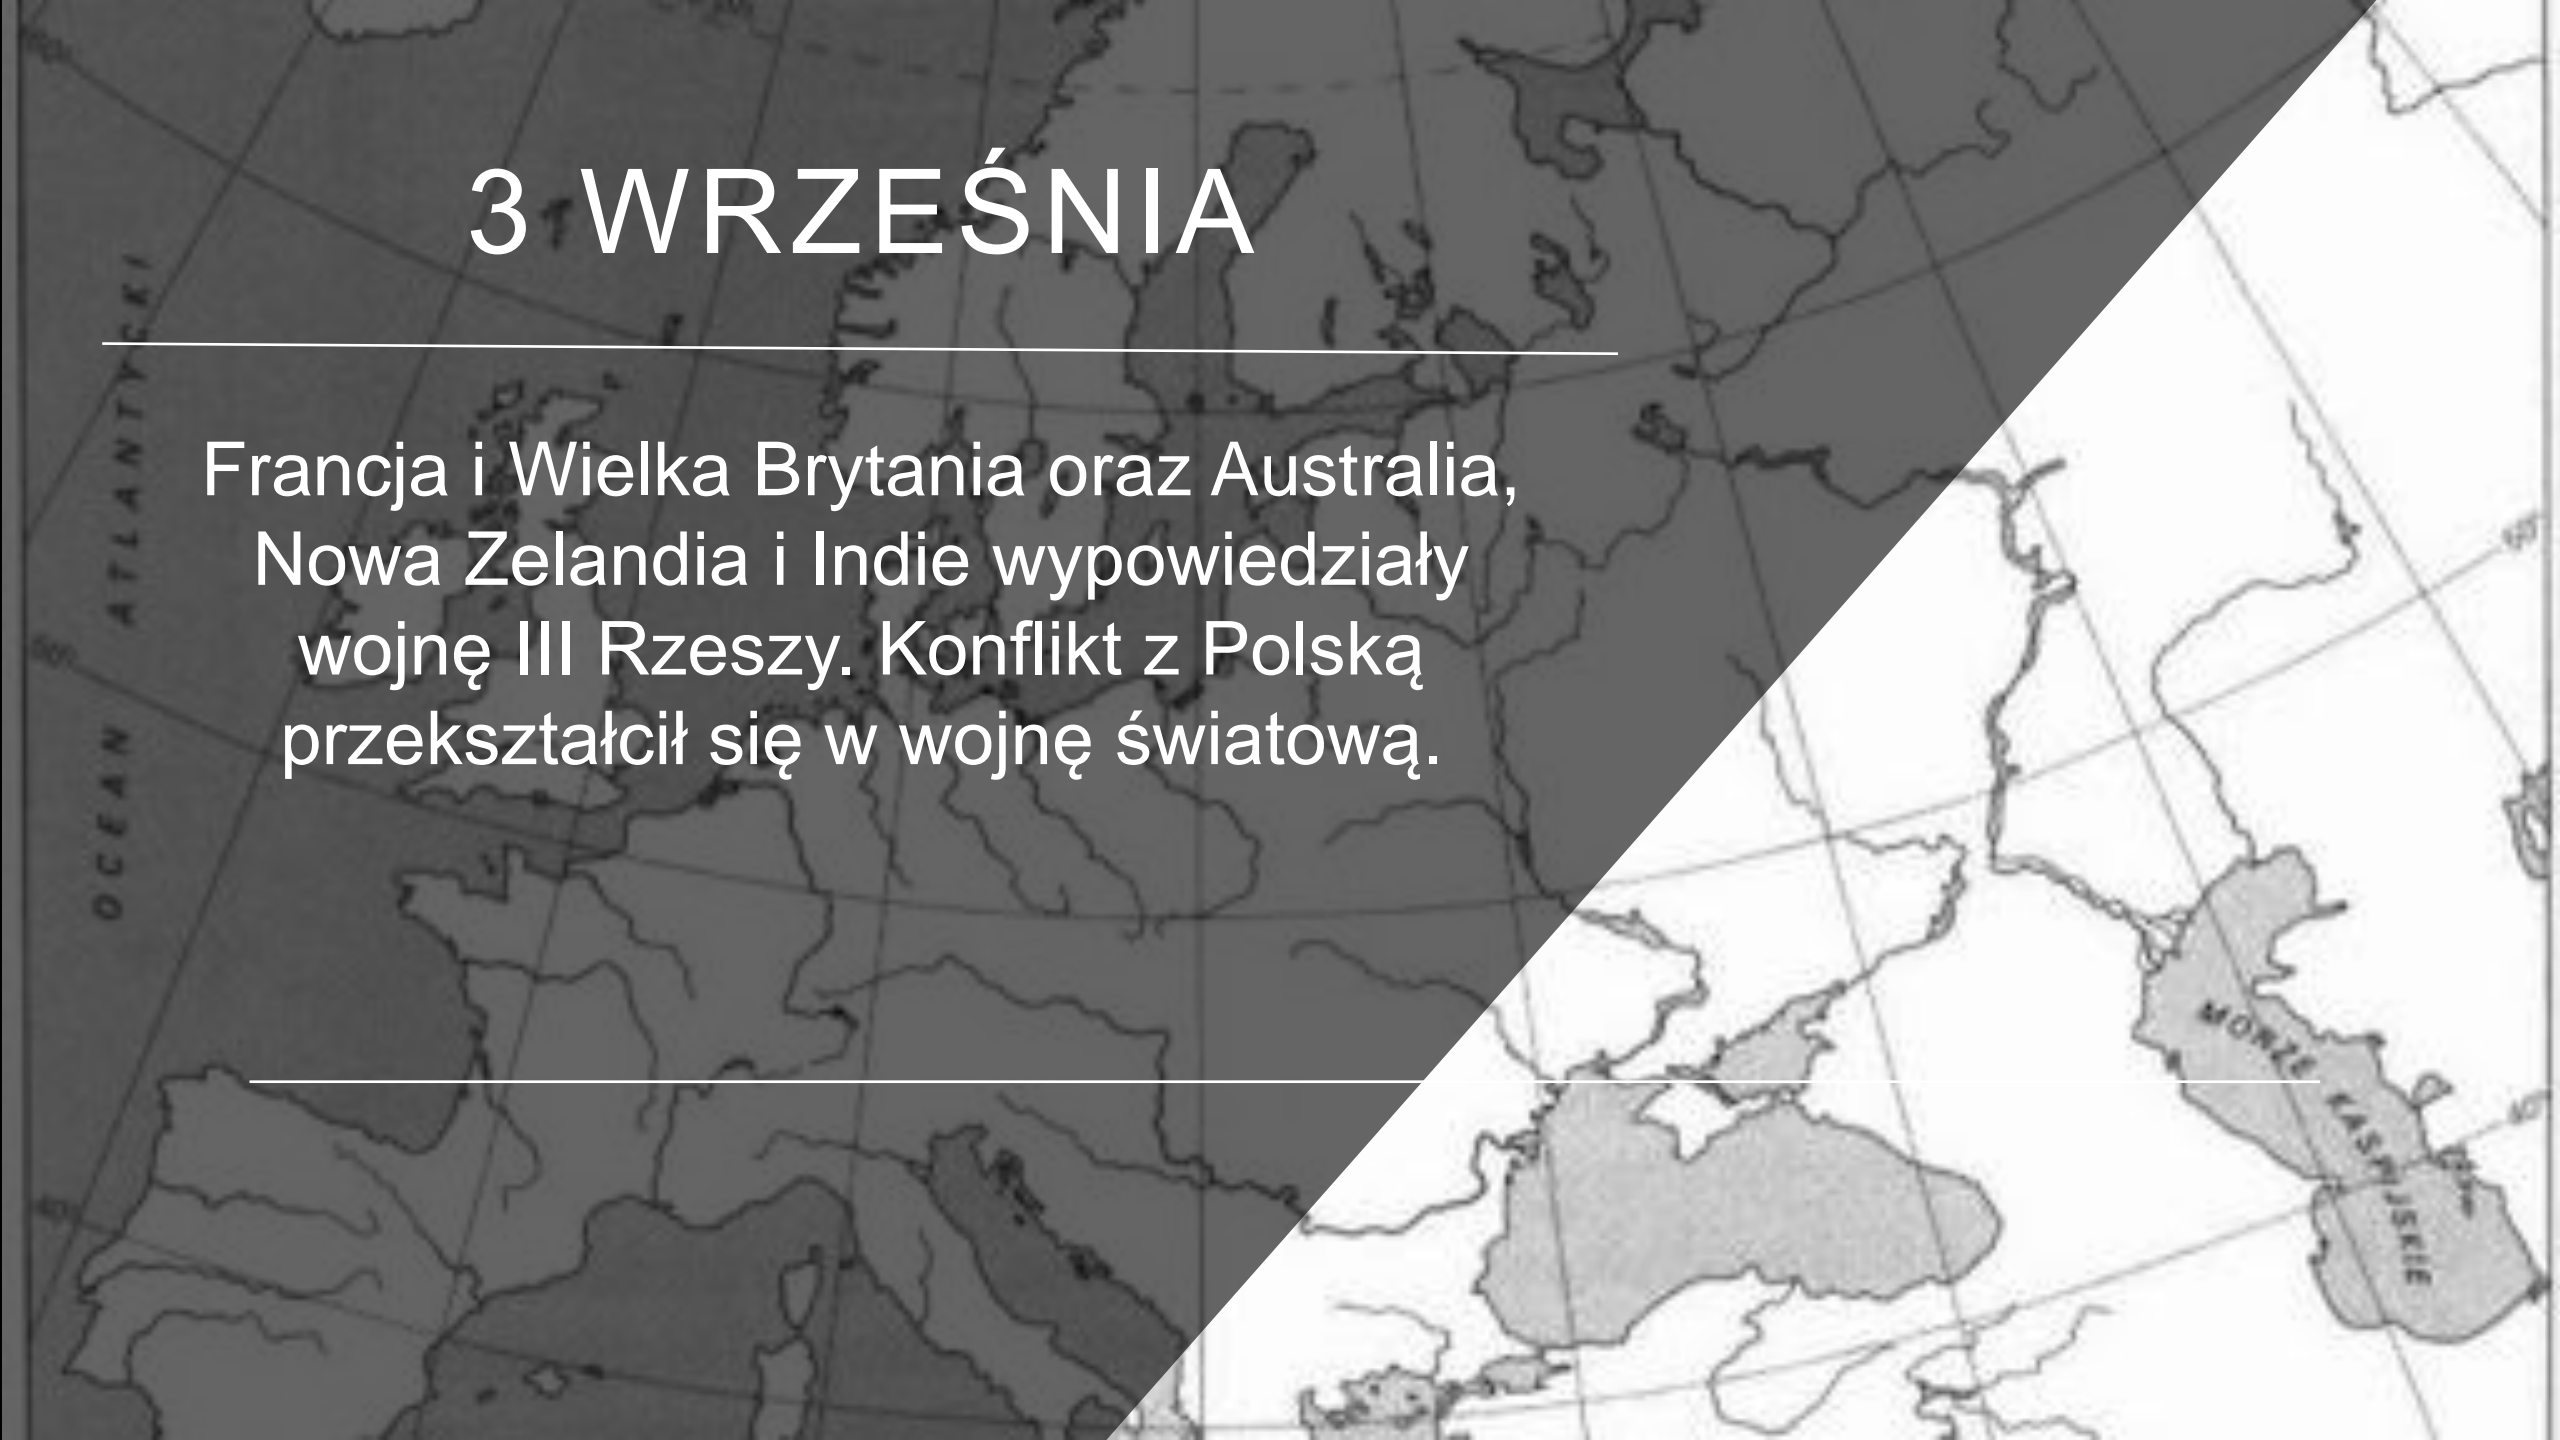 3 WRZEŚNIA
Francja i Wielka Brytania oraz Australia,
Nowa Zelandia i Indie wypowiedziały
wojnę III Rzeszy. Konflikt z Polską
przekształcił się w wojnę światową.
OCEAN ATLANTYCKI
MORZE KASPIJSKIE